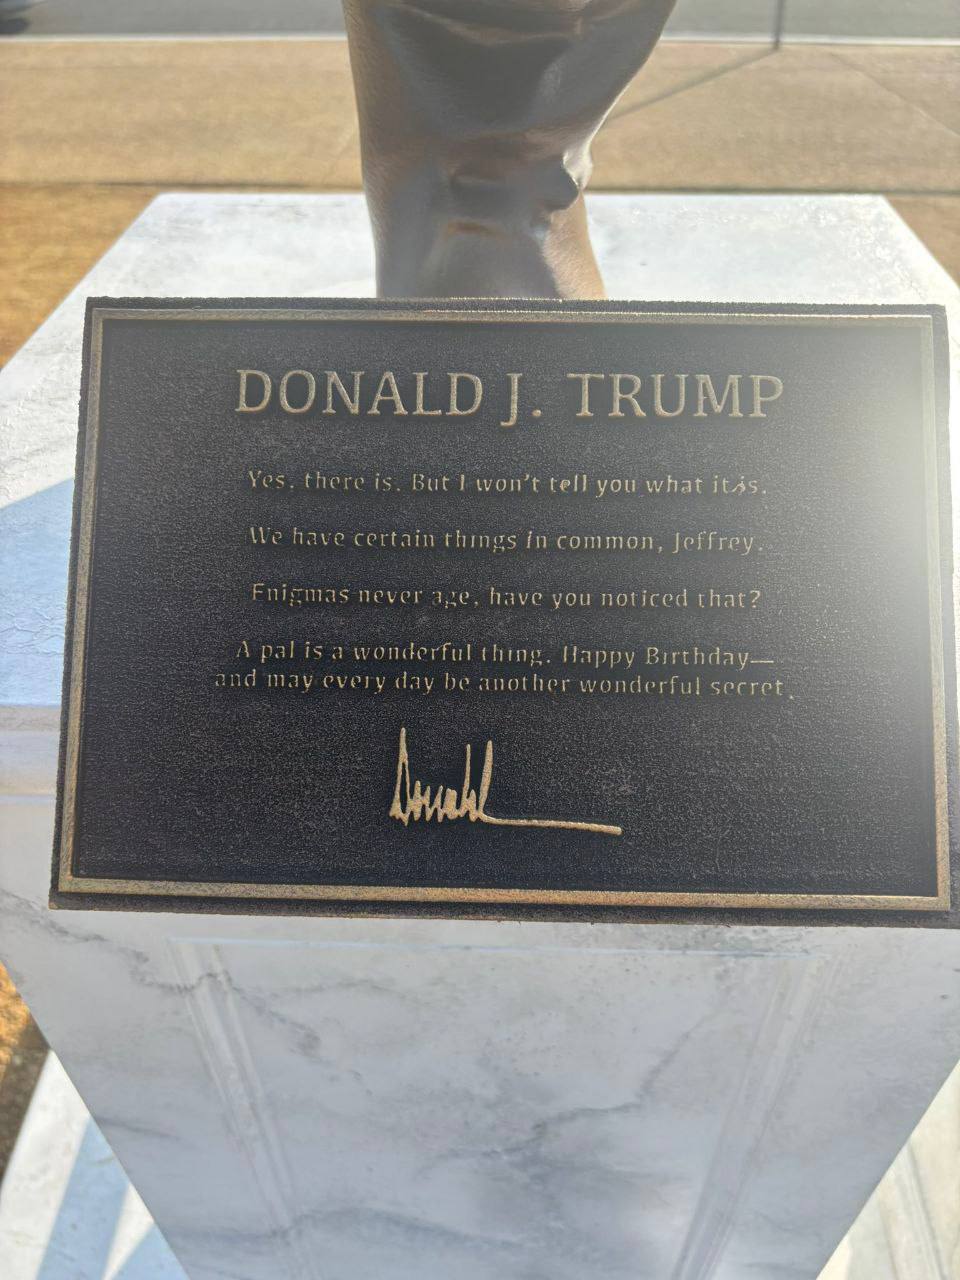 DONALD J. TRUMP
Yes, there is. But I won't tell you what it is.
We have certain things in common, Jeffrey.
Enigmas never age, have you noticed that?
A pal is a wonderful thing. Happy Birthday—
and may every day be another wonderful secret.
Donald